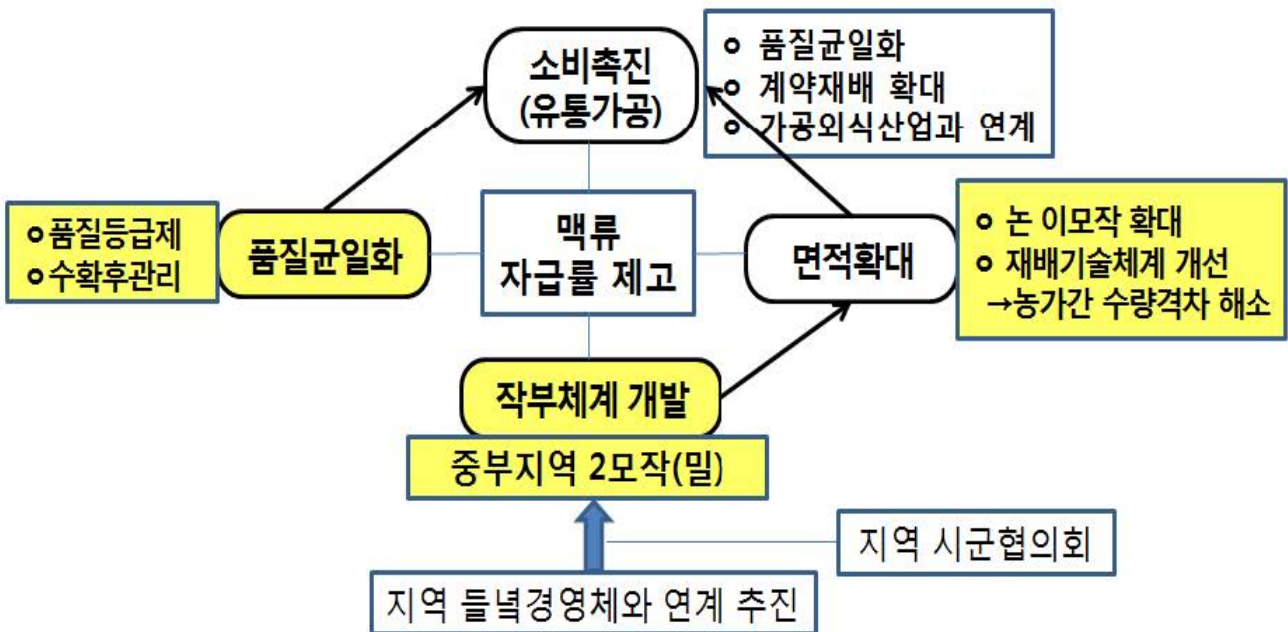 소비촉진
(유통가공)
o 품질균일화
o 계약재배 확대
o 가공외식산업과 연계
o 품질등급제
o 수확후관리
품질균일화
맥류
자급률 제고
면적확대
o 논 이모작 확대
o 재배기술체계 개선
→농가간 수량격차 해소
작부체계 개발
중부지역 2모작(밀)
지역 시군협의회
지역 들녘경영체와 연계 추진